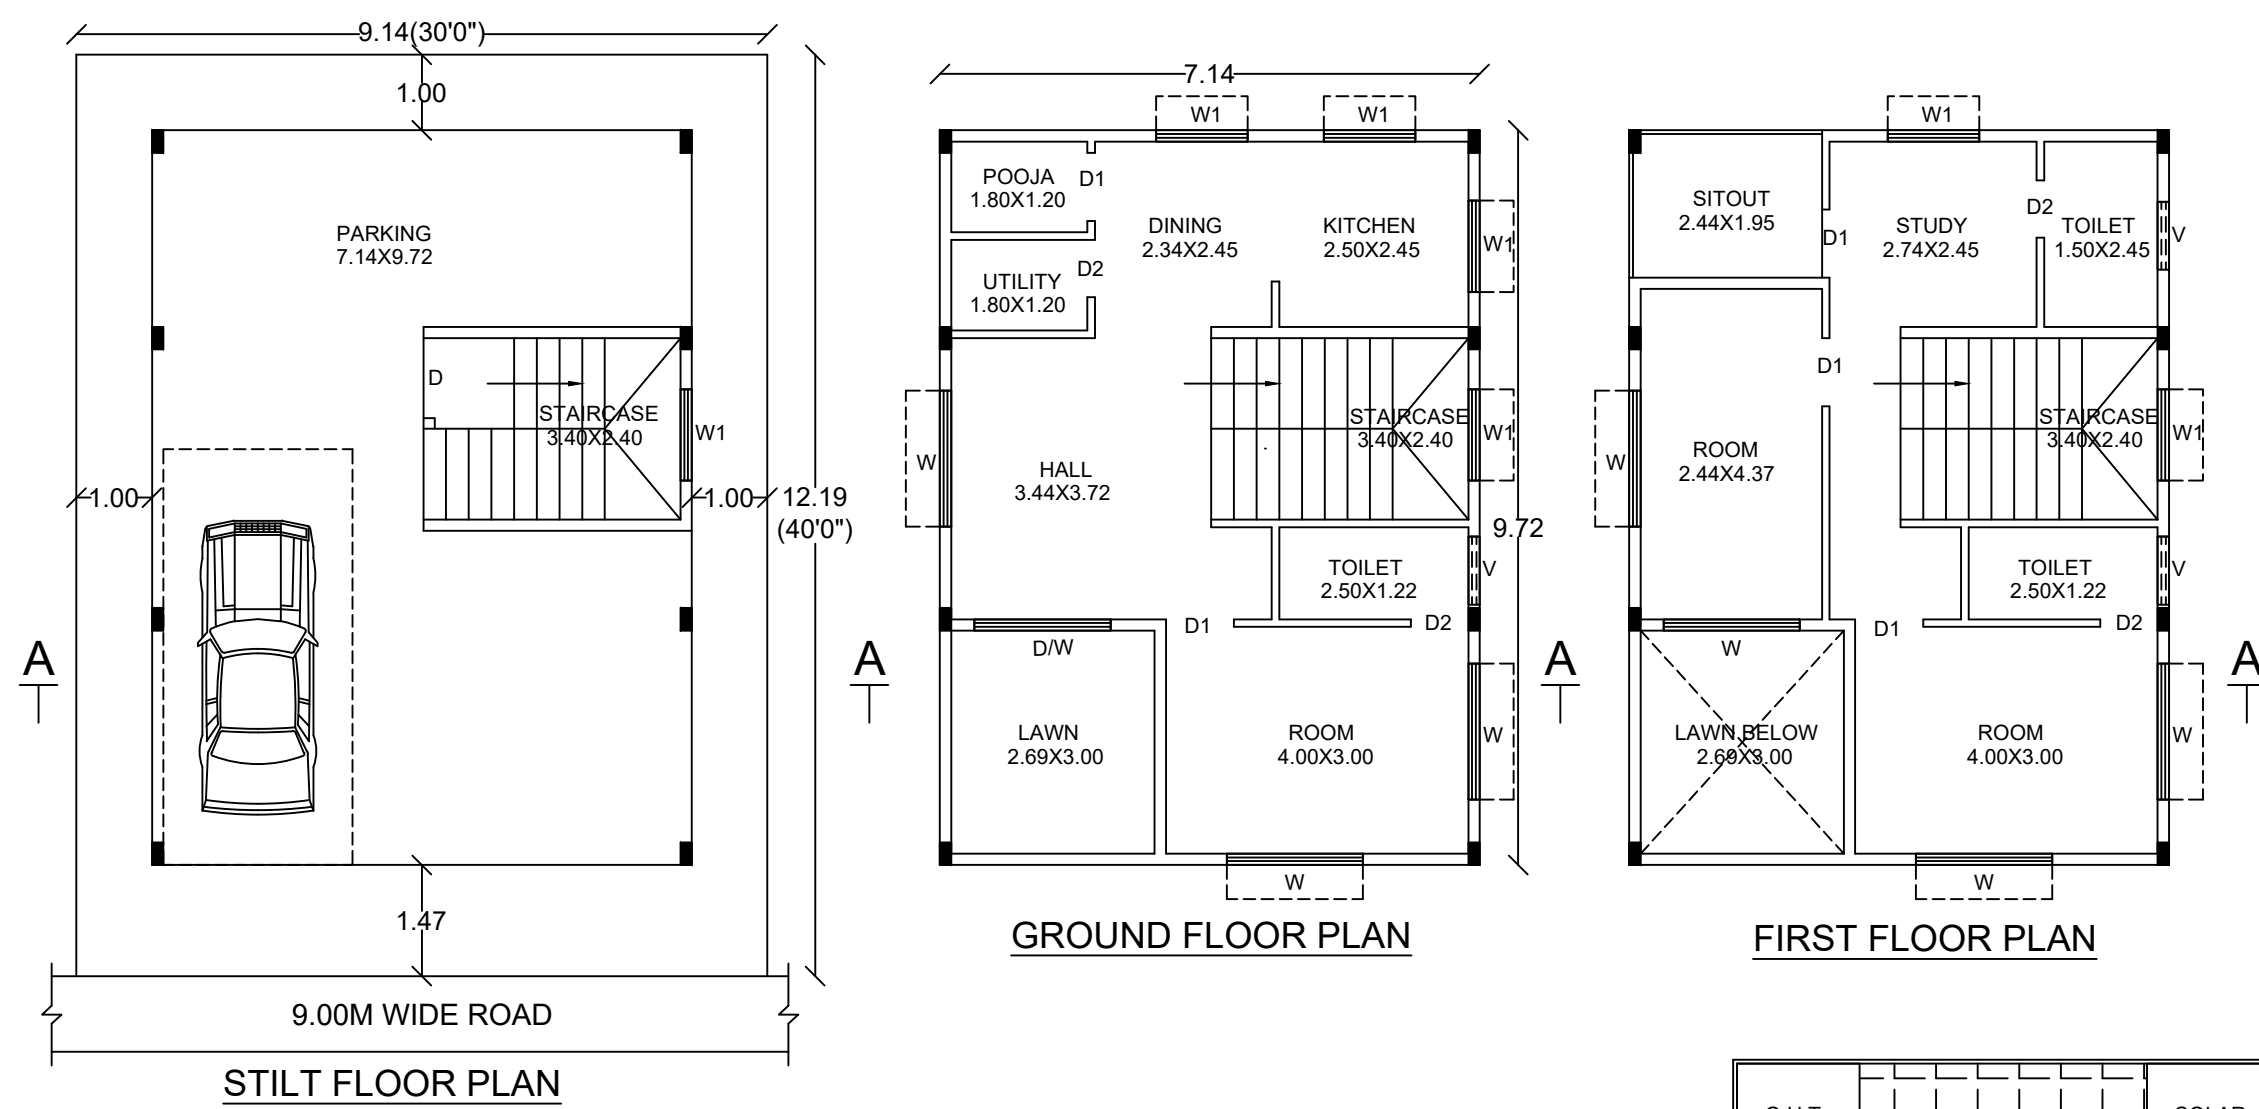 9.14(30'0")
1.00
PARKING
7.14X9.72
D
STAIRCASE
3.40X2.40
W1
1.00
1.00
12.19
(40'0")
A
A
1.47
9.00M WIDE ROAD
STILT FLOOR PLAN
7.14
W1
W1
POOJA
1.80X1.20
D1
DINING
2.34X2.45
KITCHEN
2.50X2.45
W1
UTILITY
1.80X1.20
D2
STAIRCASE
3.40X2.40
W1
W
HALL
3.44X3.72
9.72
TOILET
2.50X1.22
V
D1
D2
D/W
LAWN
2.69X3.00
ROOM
4.00X3.00
W
W
A
GROUND FLOOR PLAN
W1
SITOUT
2.44X1.95
D1
STUDY
2.74X2.45
D2
TOILET
1.50X2.45
V
D1
STAIRCASE
3.40X2.40
W1
W
ROOM
2.44X4.37
TOILET
2.50X1.22
V
D1
D2
W
LAWN BELOW
2.69X3.00
ROOM
4.00X3.00
W
W
A
FIRST FLOOR PLAN